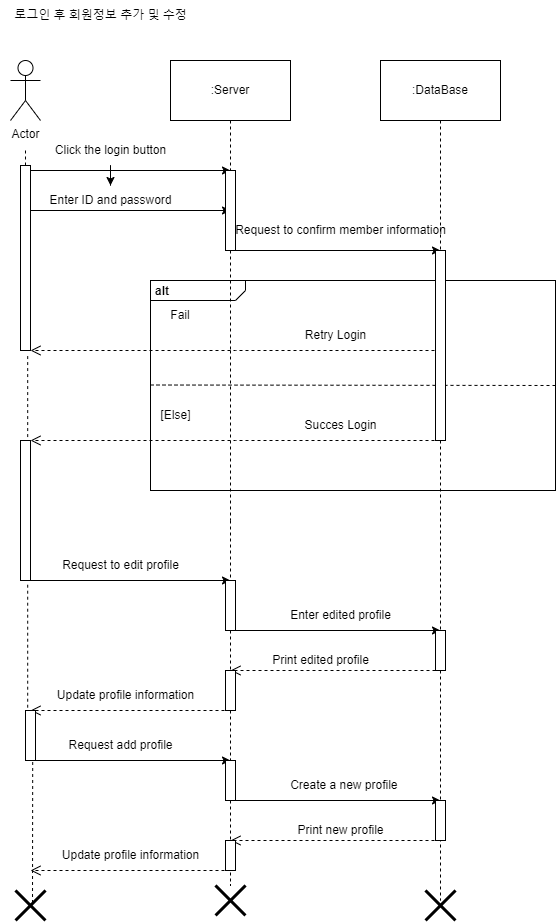 로그인 후 회원정보 추가 및 수정
:Server
:DataBase
Actor
Click the login button
Enter ID and password
Request to confirm member information
alt
Fail
Retry Login
[Else]
Succes Login
Request to edit profile
Enter edited profile
Print edited profile
Update profile information
Request add profile
Create a new profile
Print new profile
Update profile information